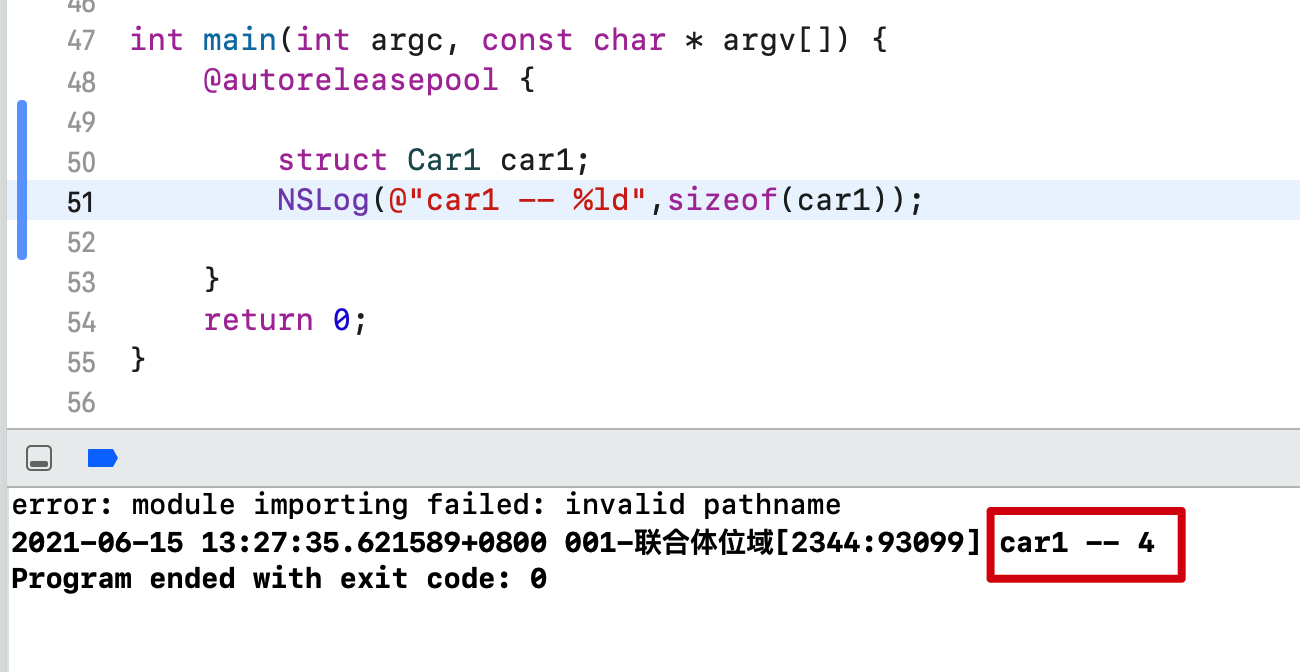 46
47 int main(int argc, const char * argv[]) {
48 @autoreleasepool {
49
50 struct Car1 car1;
51 NSLog(@"car1 -- %ld",sizeof(car1));
52
53 }
54 return 0;
55 }
56
error: module importing failed: invalid pathname
2021-06-15 13:27:35.621589+0800 001-联合体位域[2344:93099] car1 -- 4
Program ended with exit code: 0